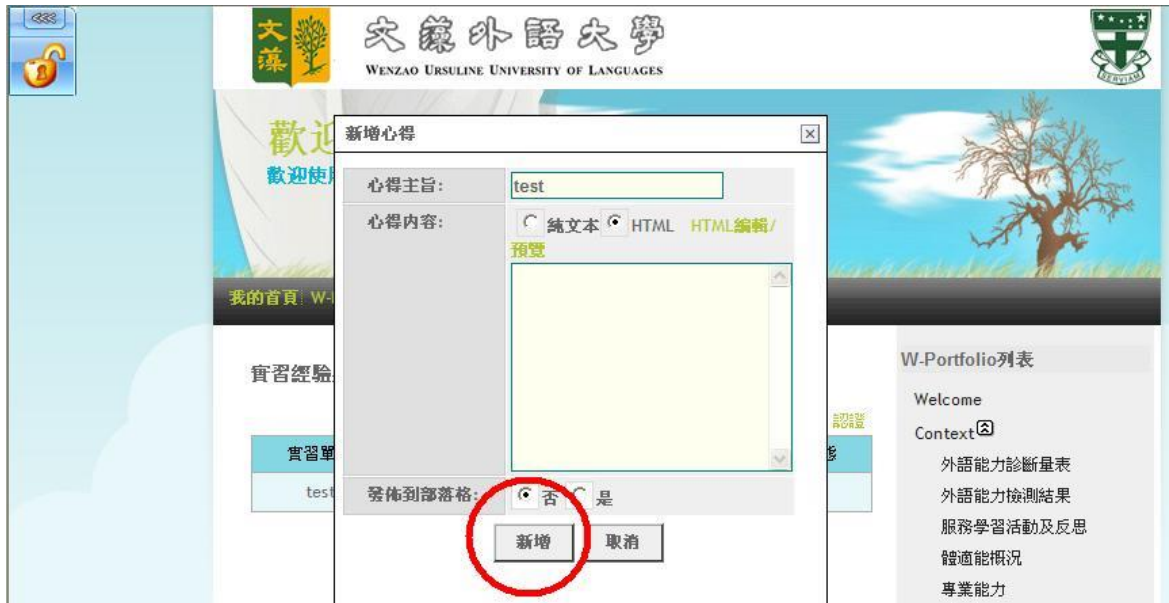 <<<
文藻
文藻外語大學
WENZAO URSULINE UNIVERSITY OF LANGUAGES
SERVIAM
歡迎
歡迎使用
新增心得
心得主旨:
test
心得內容:
純文本 HTML HTML編輯/
預覽
發佈到部落格:
否 是
新增 取消
我的首頁 W-
實習經驗
認證
實習單
test
W-Portfolio列表
Welcome
Context
外語能力診斷量表
外語能力檢測結果
服務學習活動及反思
體適能概況
專業能力